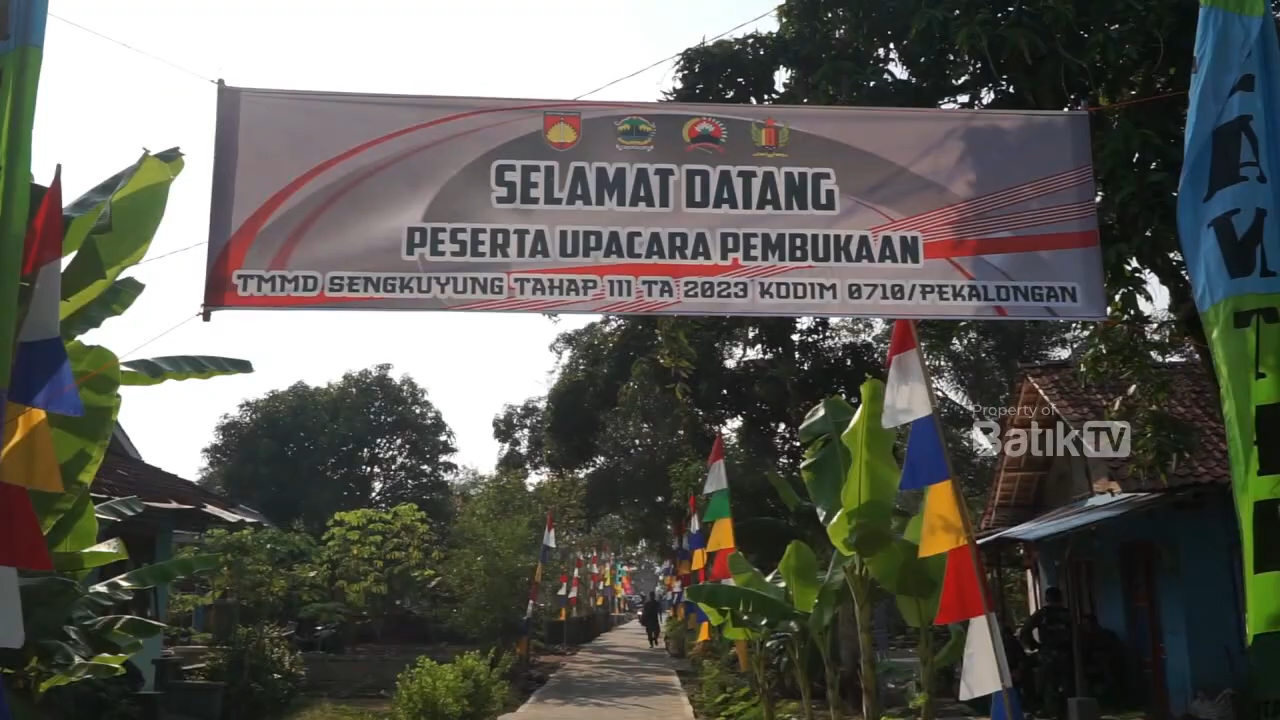 SELAMAT DATANG
PESERTA UPACARA PEMBUKAAN
TMMD SENGKUYUNG TAHAP III TA 2023 KODIM 0710/PEKALONGAN
Property of
BatikTV